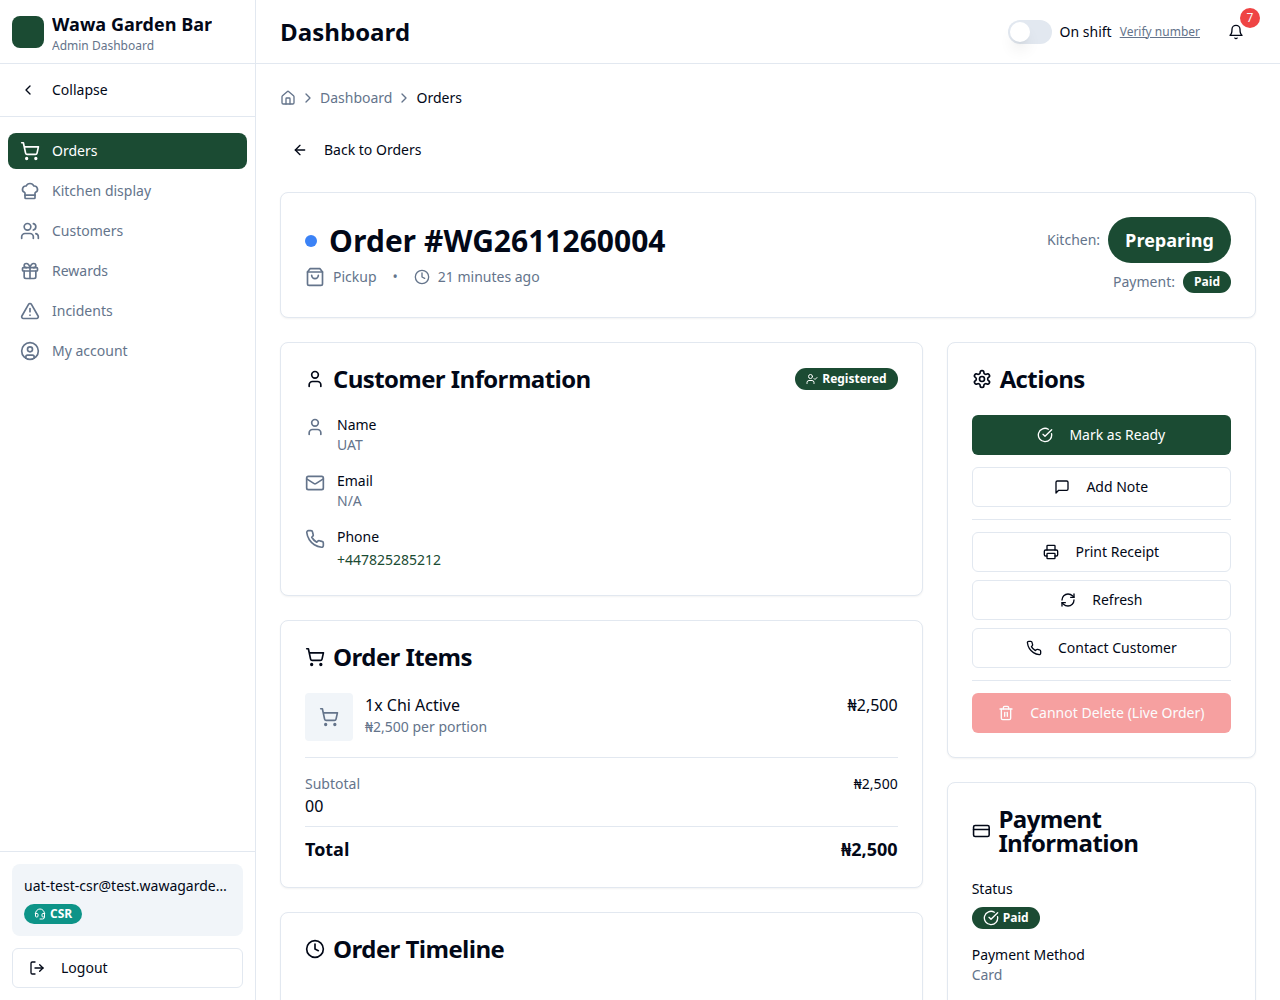 Wawa Garden Bar
Admin Dashboard
Dashboard
On shift
Verify number
7
Collapse
Orders
Kitchen display
Customers
Rewards
Incidents
My account
uat-test-csr@test.wawagarde...
CSR
Logout
Dashboard
Orders
Back to Orders
Order #WG2611260004
Pickup • 21 minutes ago
Kitchen: Preparing
Payment: Paid
Customer Information
Registered
Name
UAT
Email
N/A
Phone
+447825285212
Order Items
1x Chi Active ₦2,500
₦2,500 per portion
Subtotal ₦2,500
00
Total ₦2,500
Order Timeline
Actions
Mark as Ready
Add Note
Print Receipt
Refresh
Contact Customer
Cannot Delete (Live Order)
Payment
Information
Status
Paid
Payment Method
Card